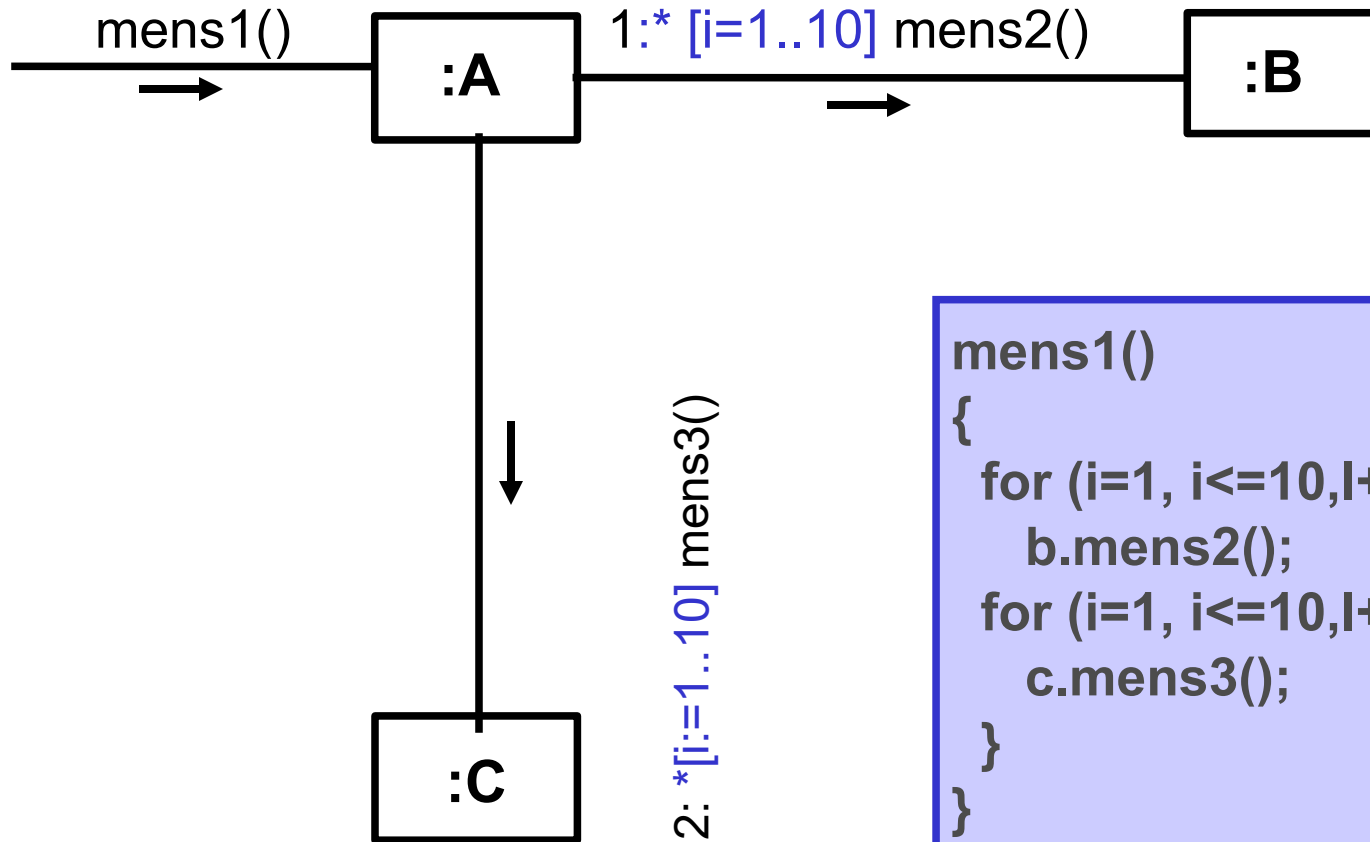 mens1()
:A
1:* [i=1..10] mens2()
:B
2: *[i:=1..10] mens3()
:C
mens1()
{
for (i=1, i<=10,I+
b.mens2();
for (i=1, i<=10,I+
c.mens3();
}
}